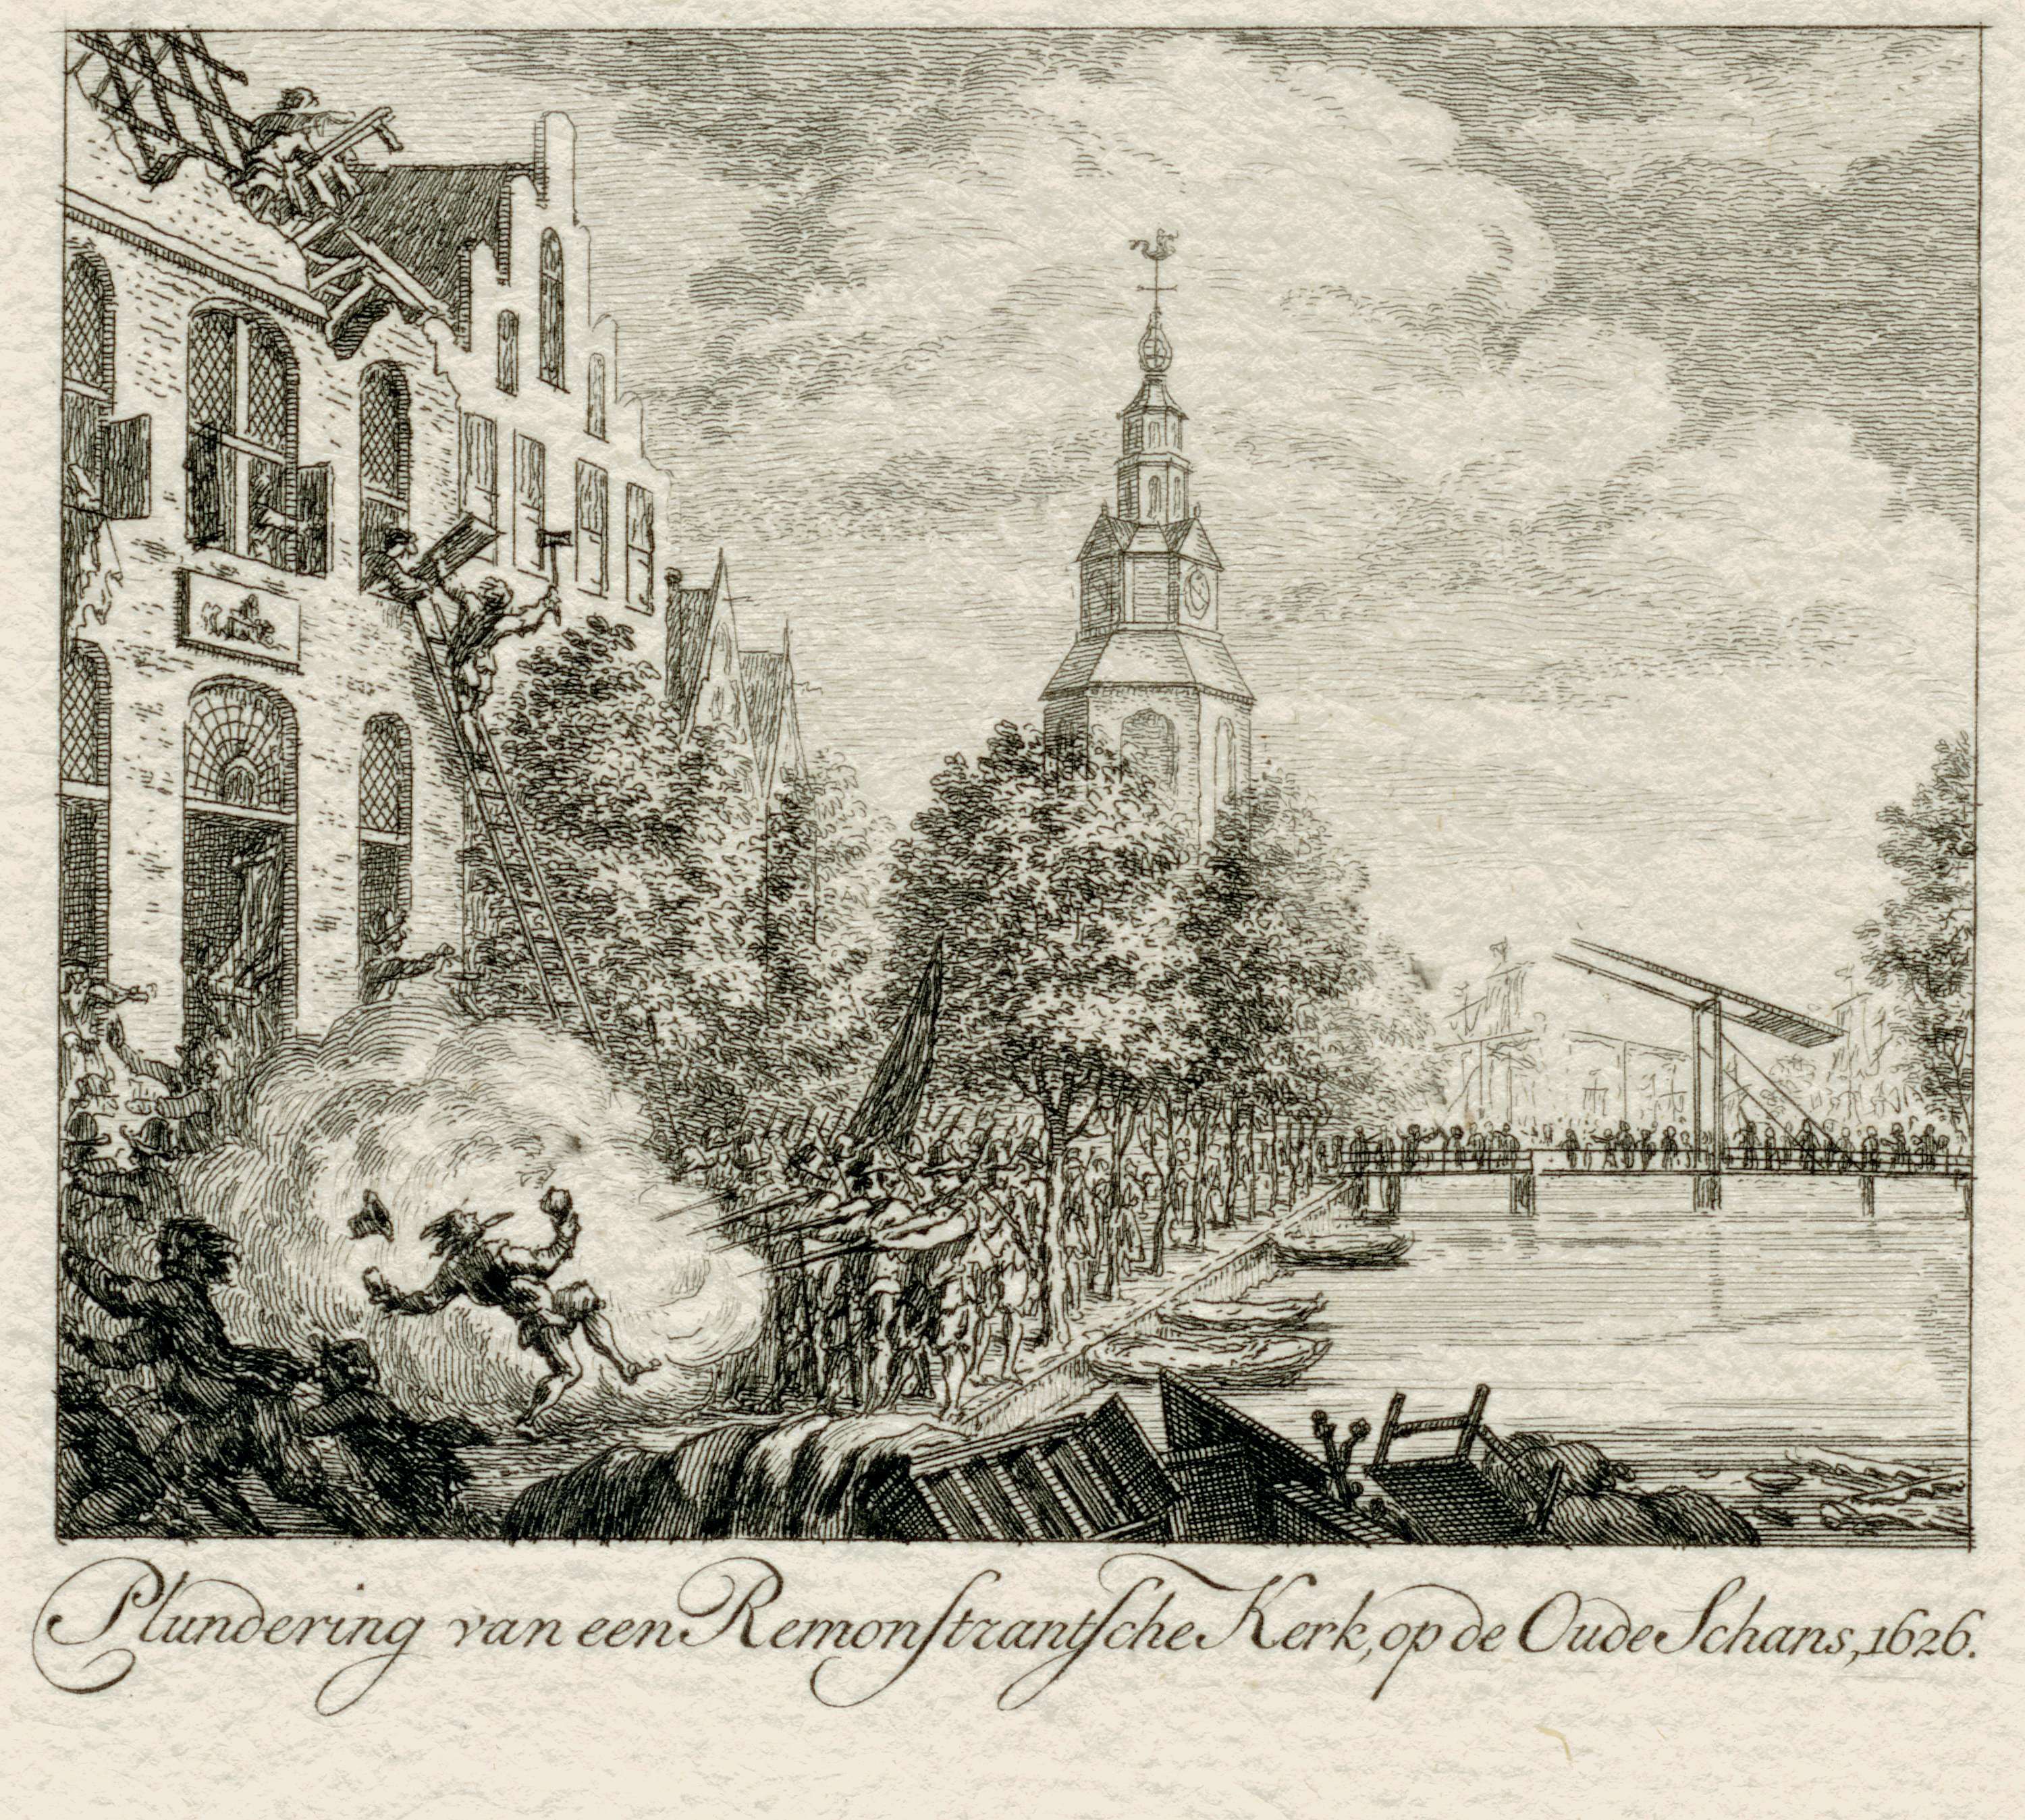 Plundering van een Remonſtrantſche Kerk, op de Oude Schans, 1626.